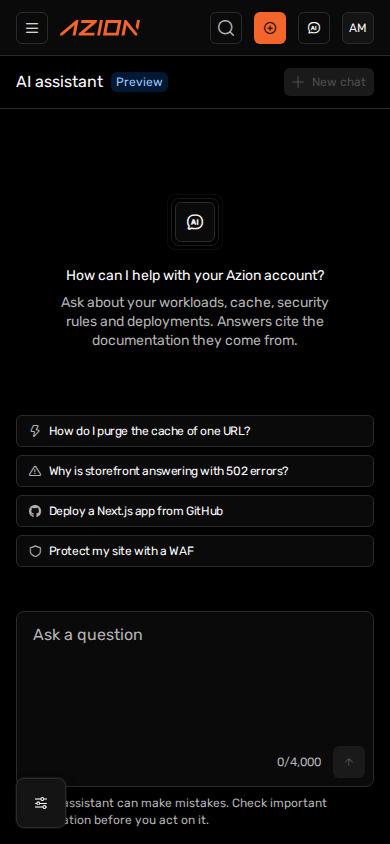 AZION
AM
AI assistant Preview New chat
AI
How can I help with your Azion account?
Ask about your workloads, cache, security
rules and deployments. Answers cite the
documentation they come from.
How do I purge the cache of one URL?
Why is storefront answering with 502 errors?
Deploy a Next.js app from GitHub
Protect my site with a WAF
Ask a question
0/4,000
assistant can make mistakes. Check important
before you act on it.